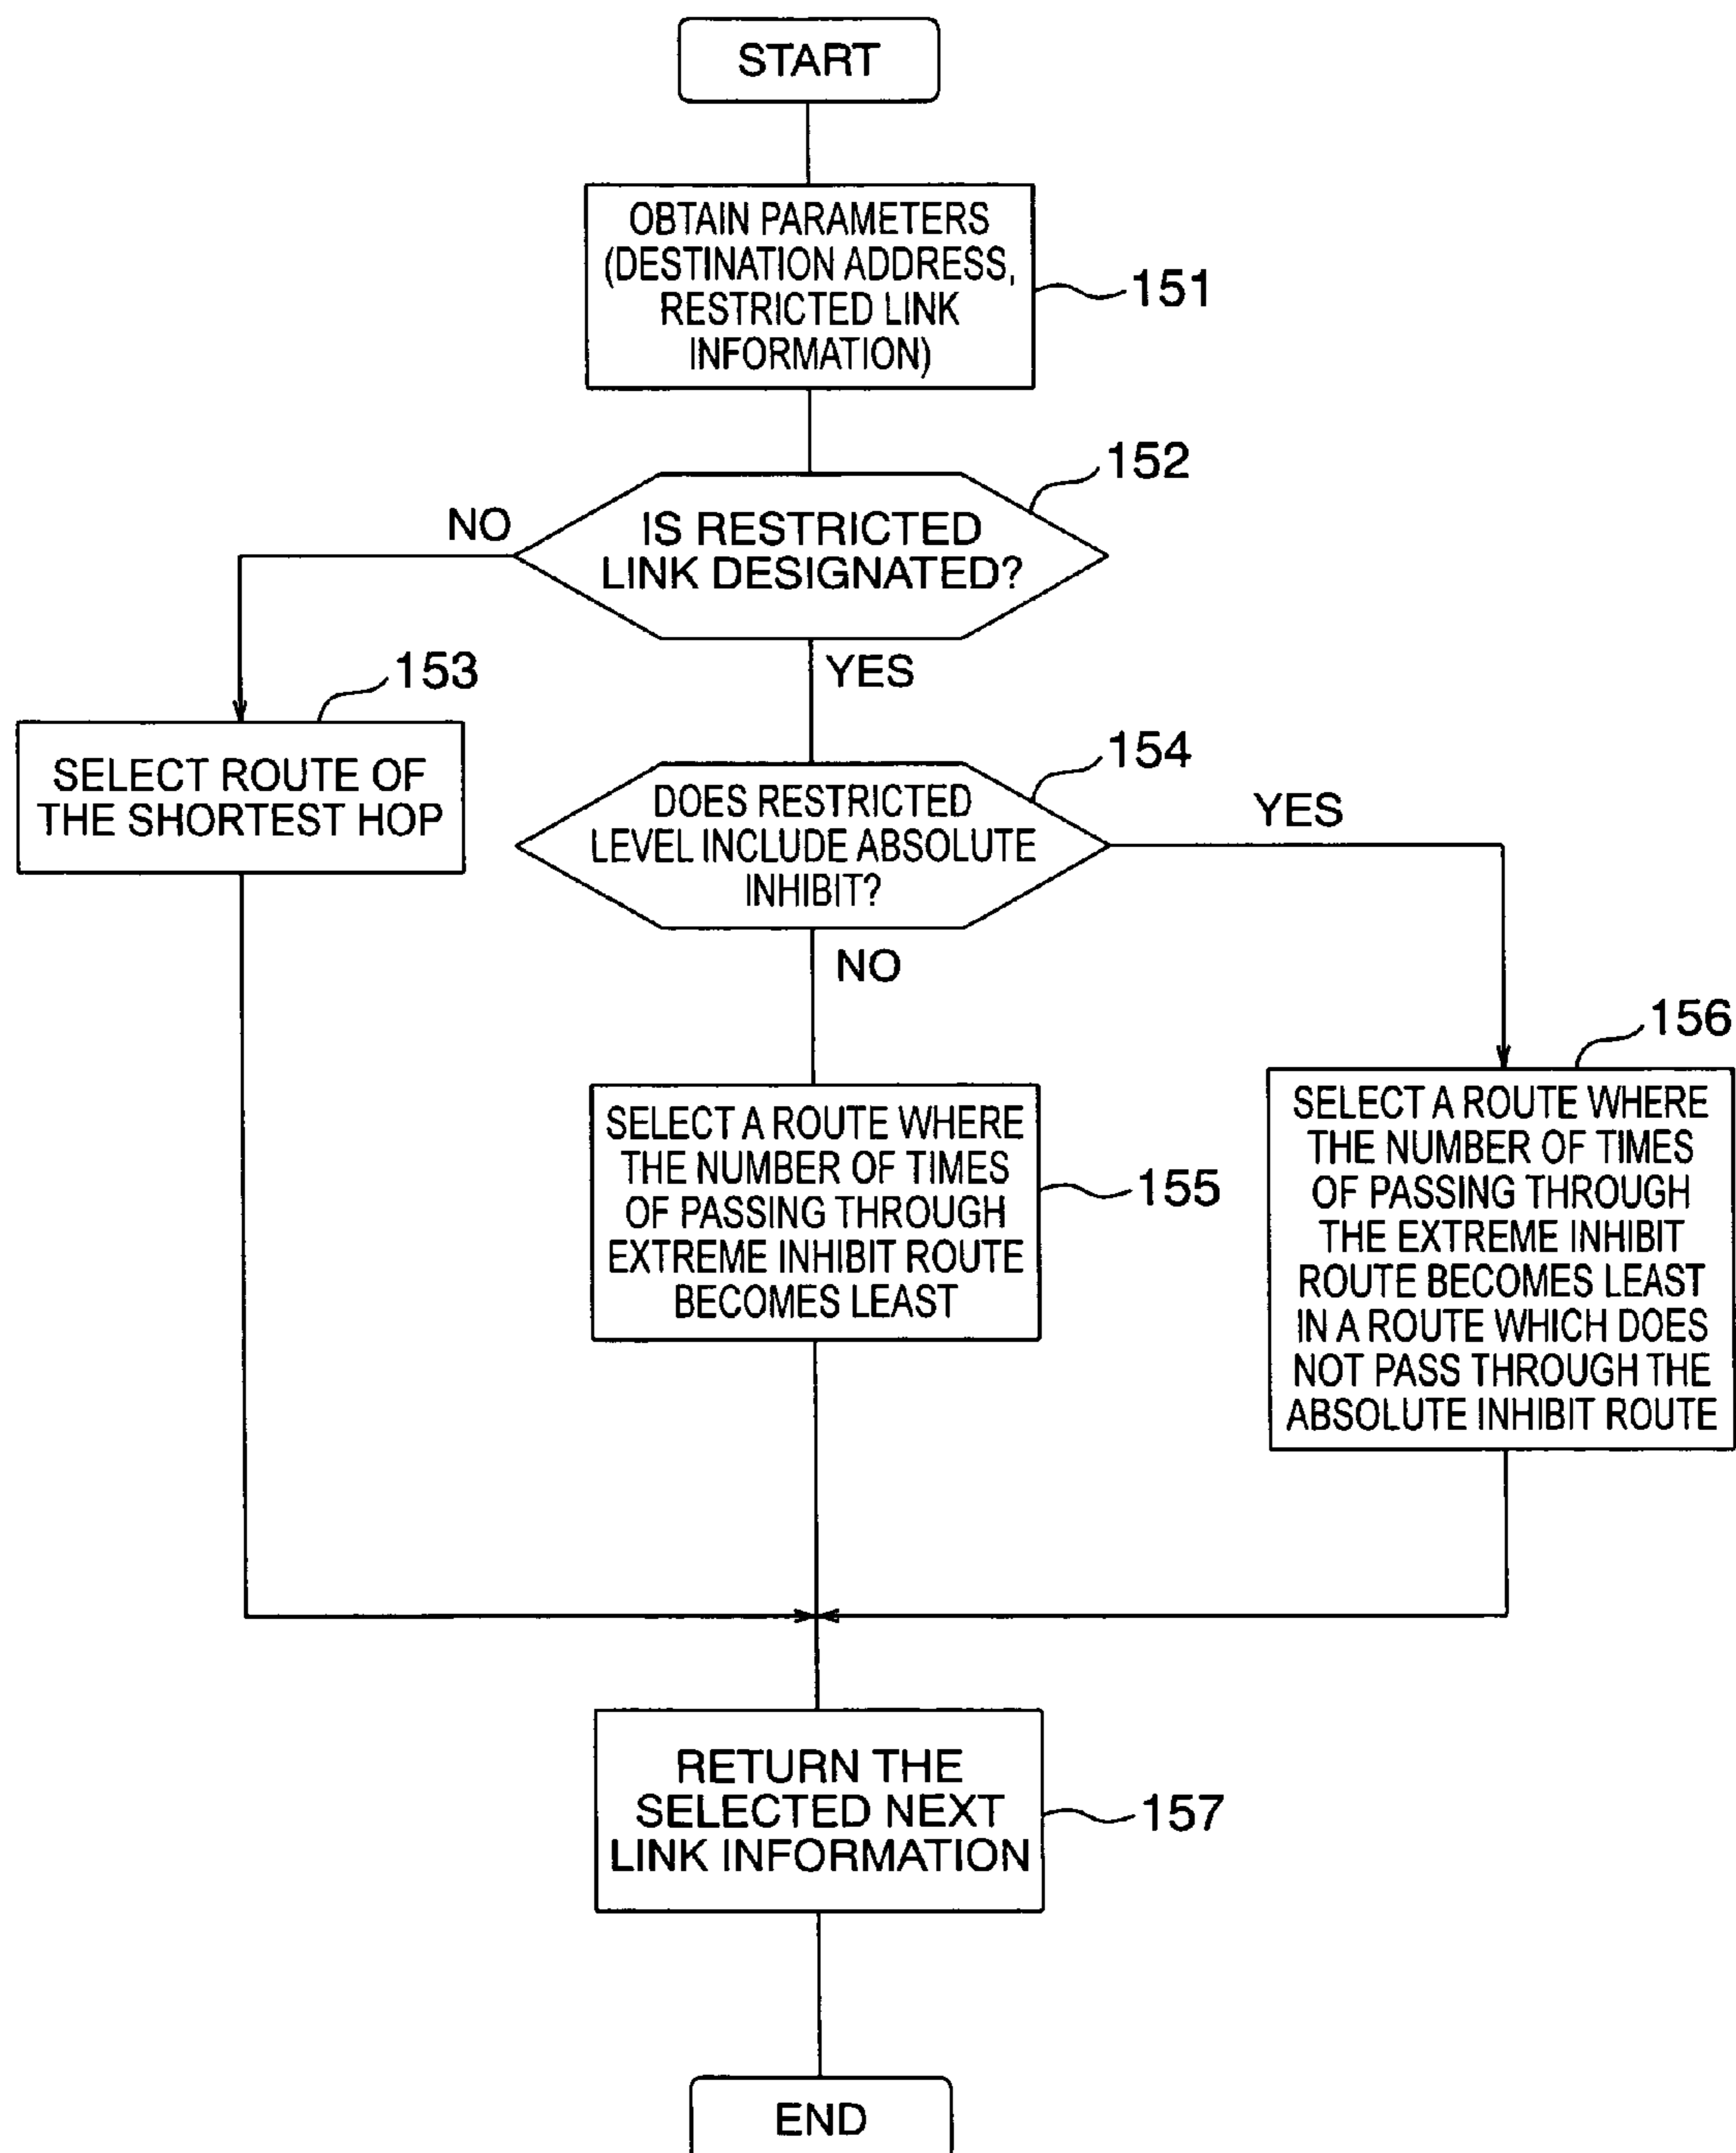 START
OBTAIN PARAMETERS
(DESTINATION ADDRESS,
RESTRICTED LINK
INFORMATION)
151
152
IS RESTRICTED
LINK DESIGNATED?
NO
YES
153
SELECT ROUTE OF
THE SHORTEST HOP
154
DOES RESTRICTED
LEVEL INCLUDE ABSOLUTE
INHIBIT?
YES
NO
155
SELECT A ROUTE WHERE
THE NUMBER OF TIMES
OF PASSING THROUGH
EXTREME INHIBIT ROUTE
BECOMES LEAST
156
SELECT A ROUTE WHERE
THE NUMBER OF TIMES
OF PASSING THROUGH
THE EXTREME INHIBIT
ROUTE BECOMES LEAST
IN A ROUTE WHICH DOES
NOT PASS THROUGH THE
ABSOLUTE INHIBIT ROUTE
RETURN THE
SELECTED NEXT
LINK INFORMATION
157
END